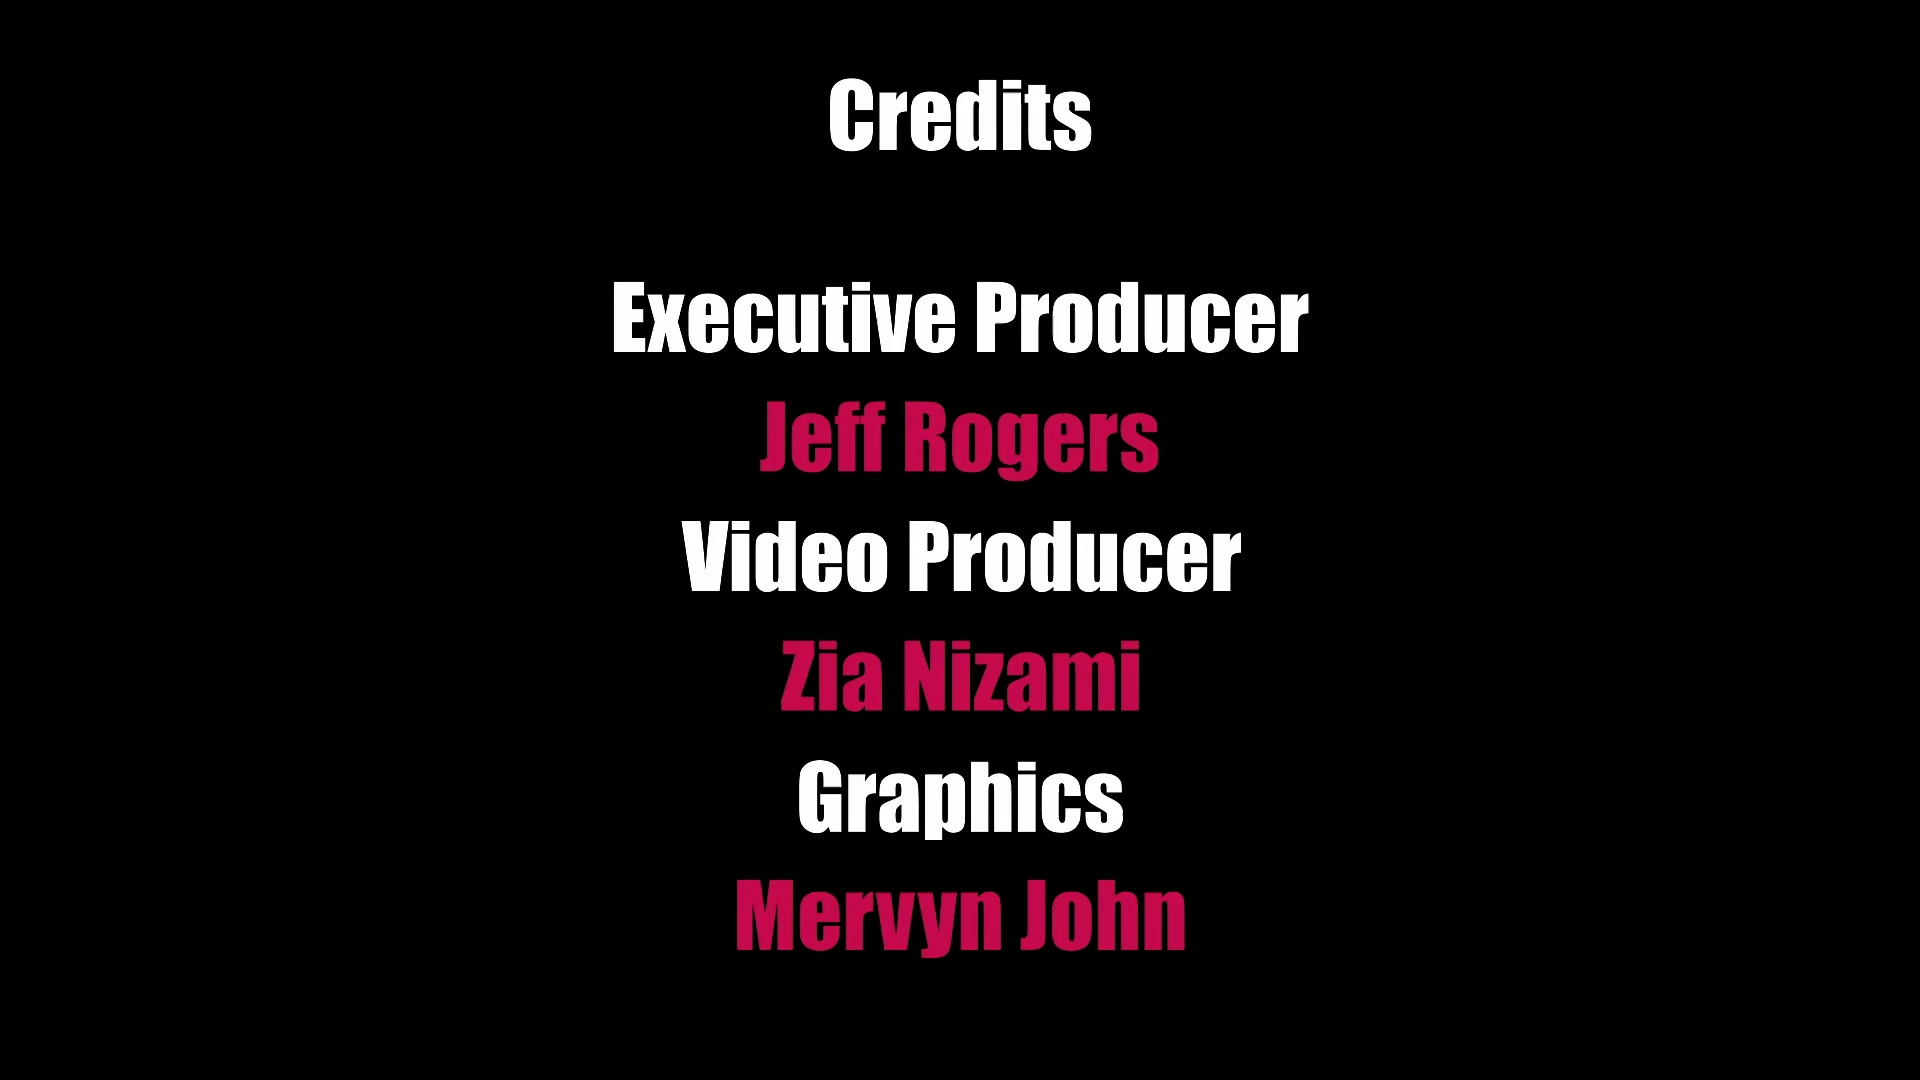 Credits
Executive Producer
Jeff Rogers
Video Producer
Zia Nizami
Graphics
Mervyn John